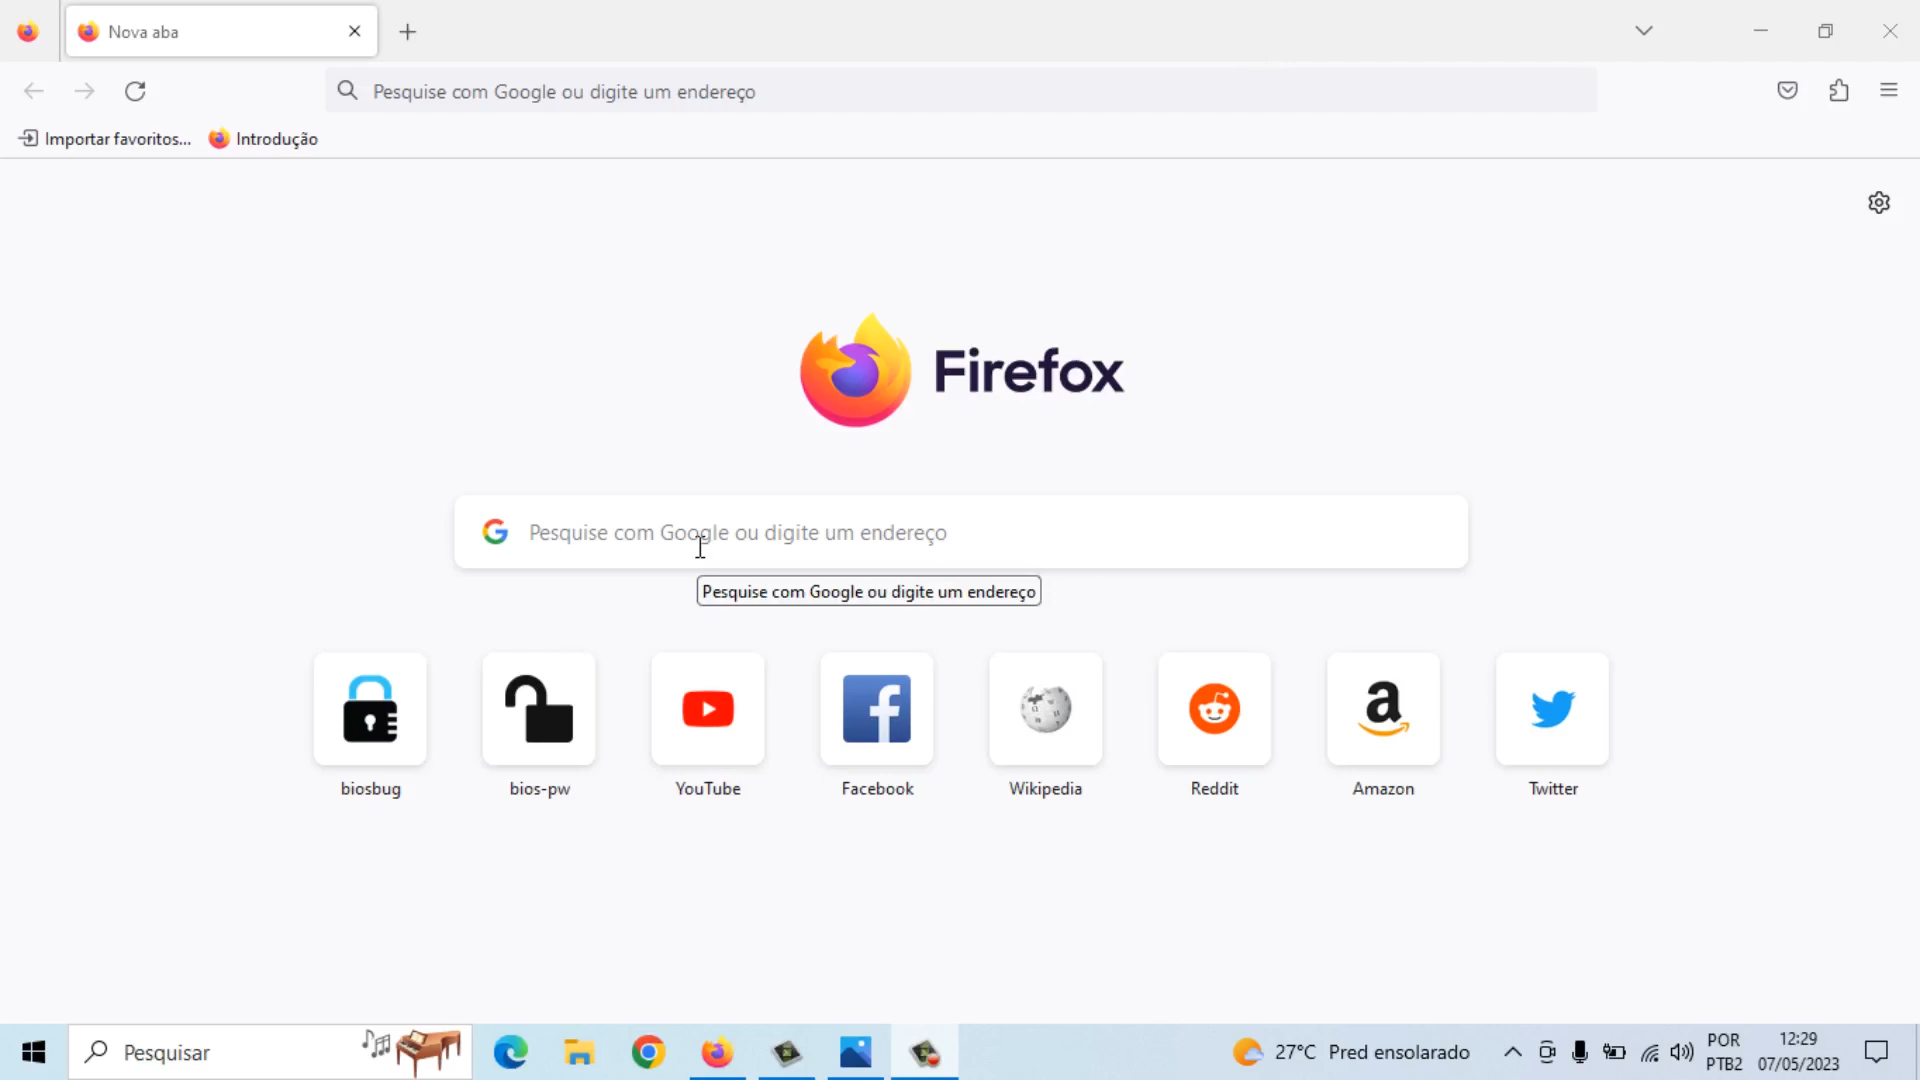 Nova aba
Pesquise com Google ou digite um endereço
Importar favoritos... Introdução
Firefox
Pesquise com Google ou digite um endereço
Pesquise com Google ou digite um endereço
biosbug bios-pw YouTube Facebook Wikipedia Reddit Amazon Twitter
Pesquisar
27°C Pred ensolarado
POR
PTB2
12:29
07/05/2023